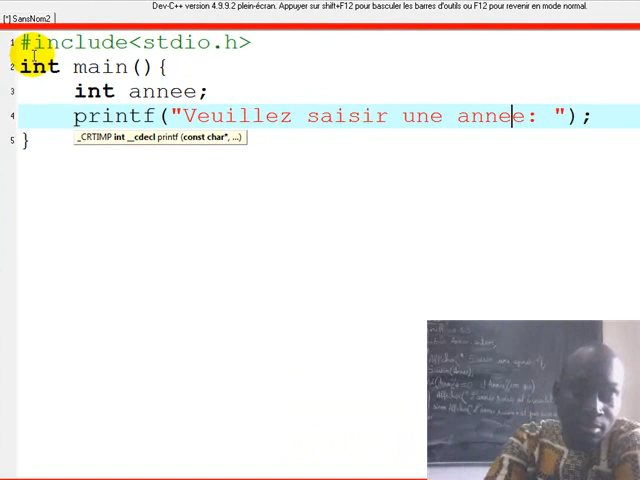 Dev-C++ version 4.9.9.2 plein-écran. Appuyer sur shift+F12 pour basculer les barres d'outils ou F12 pour revenir en mode normal.
[*] SansNom2
1 #include<stdio.h>
2 int main(){
3 int annee;
4 printf("Veuillez saisir une annee: ");
_CRTIMP int __cdecl printf (const char*, ...)
5 }